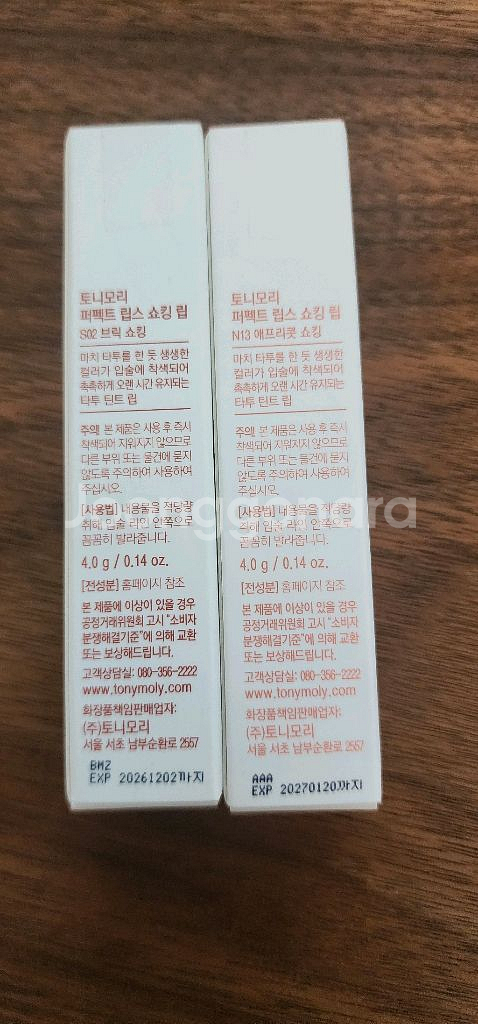 토니모리
퍼펙트 립스 쇼킹 립
S02 브릭 쇼킹
마치 타투를 한 듯 생생한
컬러가 입술에 착색되어
촉촉하게 오랜 시간 유지되는
타투 틴트 립
주의| 본 제품은 사용 후 즉시
착색되어 지워지지 않으므로
다른 부위 또는 물건에 묻지
않도록 주의하여 사용하여
주십시오.
[사용법] 내용물을 적당량
취해 입술 라인 안쪽으로
꼼꼼히 발라줍니다.
4.0 g / 0.14 oz.
[전성분] 홈페이지 참조
본 제품에 이상이 있을 경우
공정거래위원회 고시 "소비자
분쟁해결기준"에 의해 교환
또는 보상해드립니다.
고객상담실: 080-356-2222
www.tonymoly.com
화장품책임판매업자:
(주)토니모리
서울 서초 남부순환로 2557
BM2
EXP 20261202까지
토니모리
퍼펙트 립스 쇼킹 립
N13 애프리콧 쇼킹
마치 타투를 한 듯 생생한
컬러가 입술에 착색되어
촉촉하게 오랜 시간 유지되는
타투 틴트 립
주의| 본 제품은 사용 후 즉시
착색되어 지워지지 않으므로
다른 부위 또는 물건에 묻지
않도록 주의하여 사용하여
주십시오.
[사용법] 내용물을 적당량
취해 입술 라인 안쪽으로
꼼꼼히 발라줍니다.
4.0 g / 0.14 oz.
[전성분] 홈페이지 참조
본 제품에 이상이 있을 경우
공정거래위원회 고시 "소비자
분쟁해결기준"에 의해 교환
또는 보상해드립니다.
고객상담실: 080-356-2222
www.tonymoly.com
화장품책임판매업자:
(주)토니모리
서울 서초 남부순환로 2557
AAA
EXP 20270120까지
Joonggonara